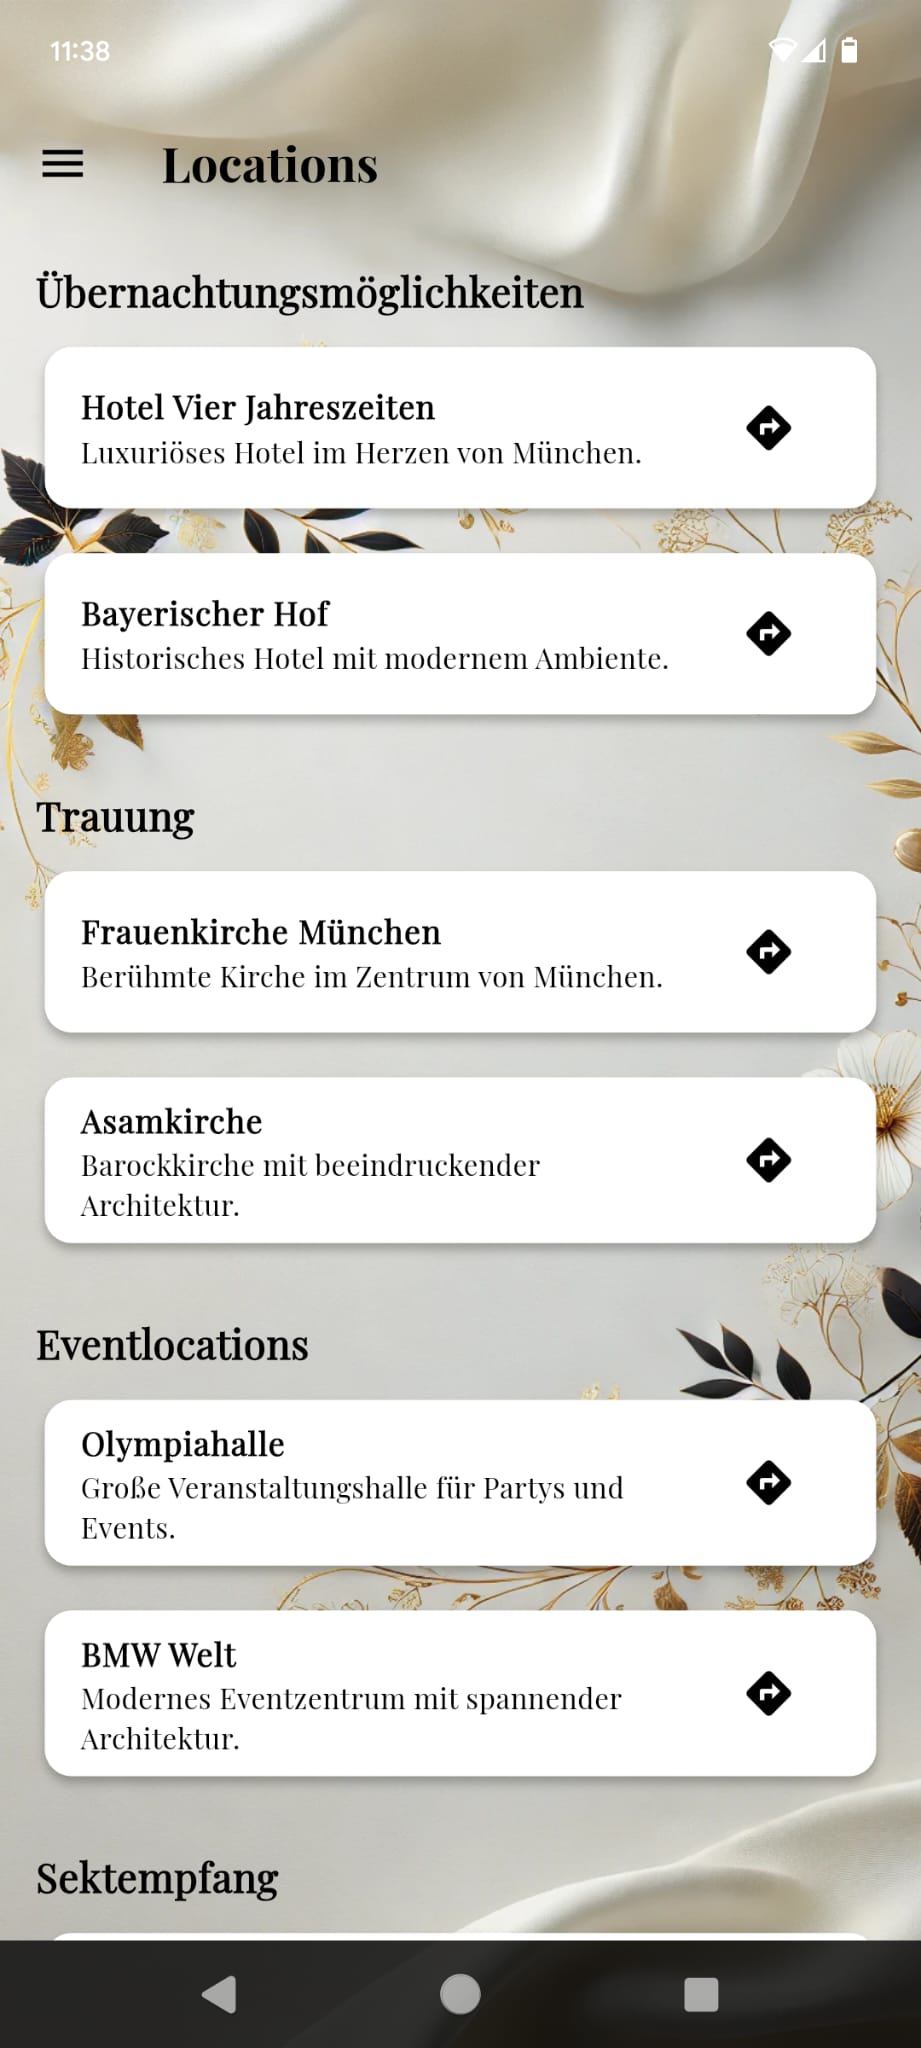 11:38
Locations
Übernachtungsmöglichkeiten
Hotel Vier Jahreszeiten
Luxuriöses Hotel im Herzen von München.
Bayerischer Hof
Historisches Hotel mit modernem Ambiente.
Trauung
Frauenkirche München
Berühmte Kirche im Zentrum von München.
Asamkirche
Barockkirche mit beeindruckender
Architektur.
Eventlocations
Olympiahalle
Große Veranstaltungshalle für Partys und
Events.
BMW Welt
Modernes Eventzentrum mit spannender
Architektur.
Sektempfang